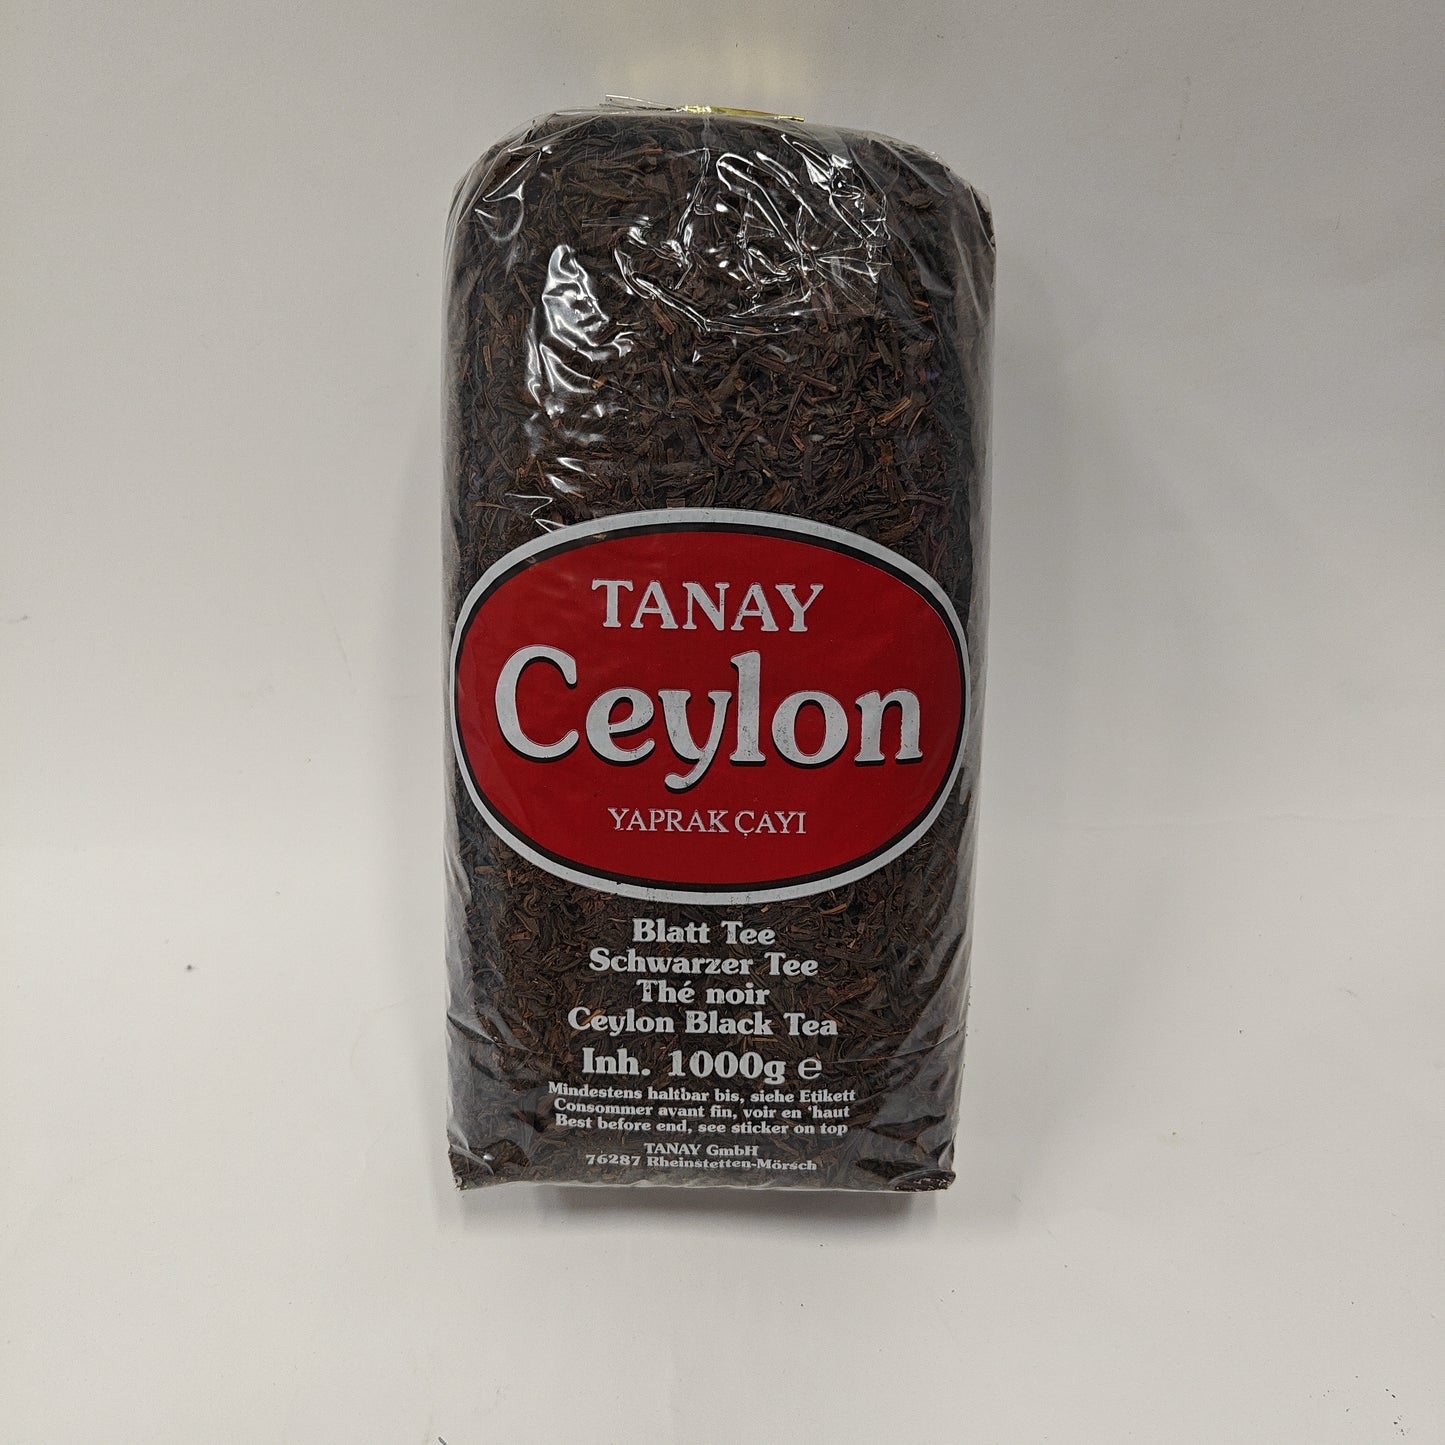 TANAY
Ceylon
YAPRAK ÇAYI
Blatt Tee
Schwarzer Tee
Thé noir
Ceylon Black Tea
Inh. 1000g ℮
Mindestens haltbar bis, siehe Etikett
Consommer avant fin, voir en 'haut
Best before end, see sticker on top
TANAY GmbH
76287 Rheinstetten-Mörsch